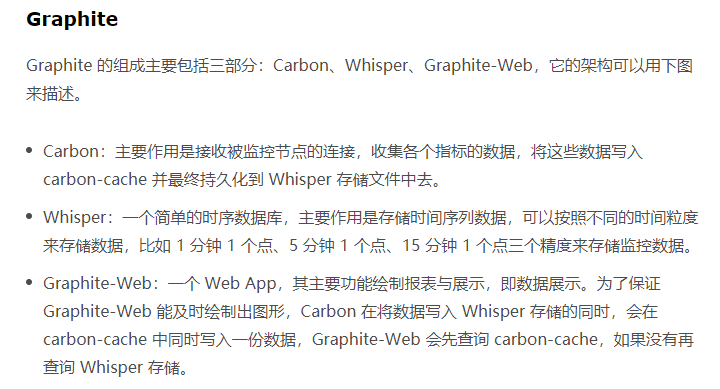 Graphite
Graphite 的组成主要包括三部分：Carbon、Whisper、Graphite-Web，它的架构可以用下图
来描述。
Carbon：主要作用是接收被监控节点的连接，收集各个指标的数据，将这些数据写入
carbon-cache 并最终持久化到 Whisper 存储文件中去。
Whisper：一个简单的时序数据库，主要作用是存储时间序列数据，可以按照不同的时间粒度
来存储数据，比如 1 分钟 1 个点、5 分钟 1 个点、15 分钟 1 个点三个精度来存储监控数据。
Graphite-Web：一个 Web App，其主要功能绘制报表与展示，即数据展示。为了保证
Graphite-Web 能及时绘制出图形，Carbon 在将数据写入 Whisper 存储的同时，会在
carbon-cache 中同时写入一份数据，Graphite-Web 会先查询 carbon-cache，如果没有再
查询 Whisper 存储。